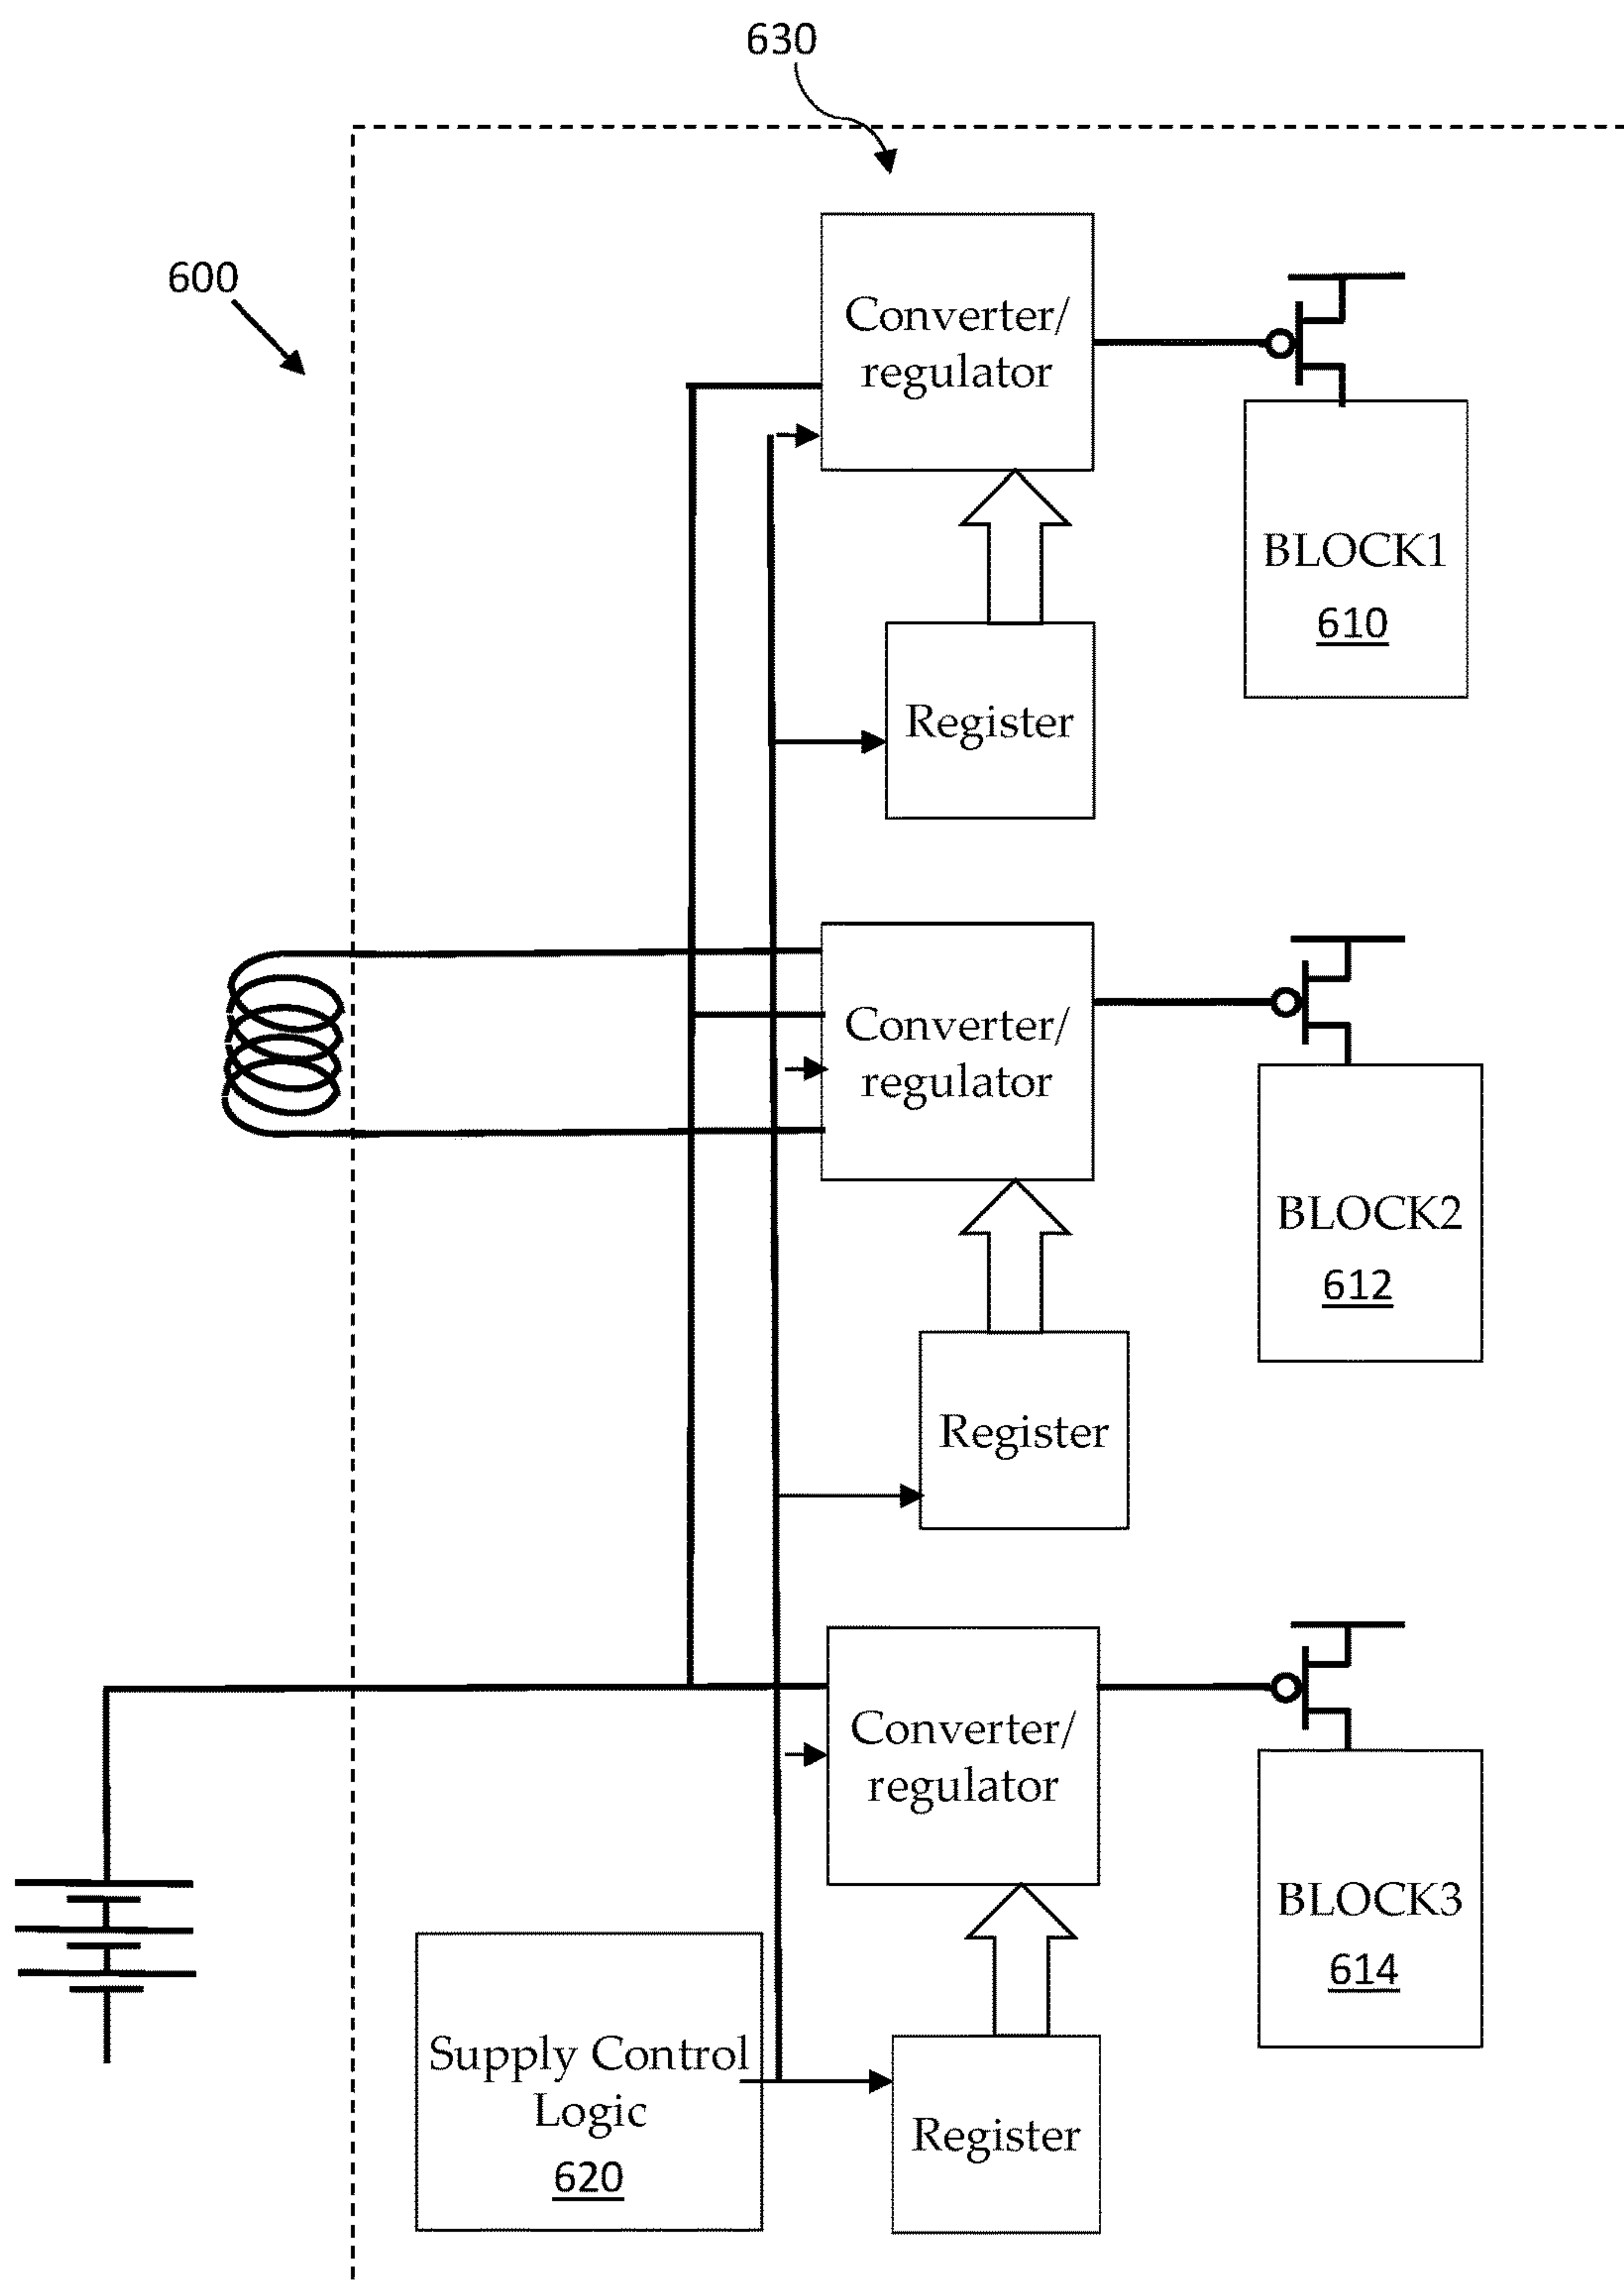 630
600
Converter/
regulator
BLOCK1
610
Register
Converter/
regulator
BLOCK2
612
Register
Converter/
regulator
BLOCK3
614
Supply Control
Logic
620
Register